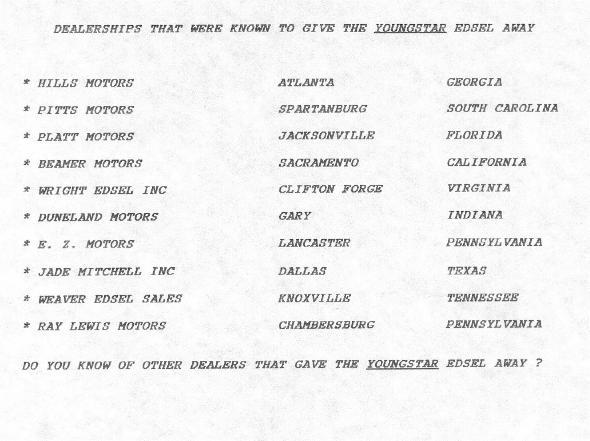 DEALERSHIPS THAT WERE KNOWN TO GIVE THE YOUNGSTAR EDSEL AWAY
* HILLS MOTORS ATLANTA GEORGIA
* PITTS MOTORS SPARTANBURG SOUTH CAROLINA
* PLATT MOTORS JACKSONVILLE FLORIDA
* BEAMER MOTORS SACRAMENTO CALIFORNIA
* WRIGHT EDSEL INC CLIFTON FORGE VIRGINIA
* DUNELAND MOTORS GARY INDIANA
* E. Z. MOTORS LANCASTER PENNSYLVANIA
* JADE MITCHELL INC DALLAS TEXAS
* WEAVER EDSEL SALES KNOXVILLE TENNESSEE
* RAY LEWIS MOTORS CHAMBERSBURG PENNSYLVANIA
DO YOU KNOW OF OTHER DEALERS THAT GAVE THE YOUNGSTAR EDSEL AWAY ?